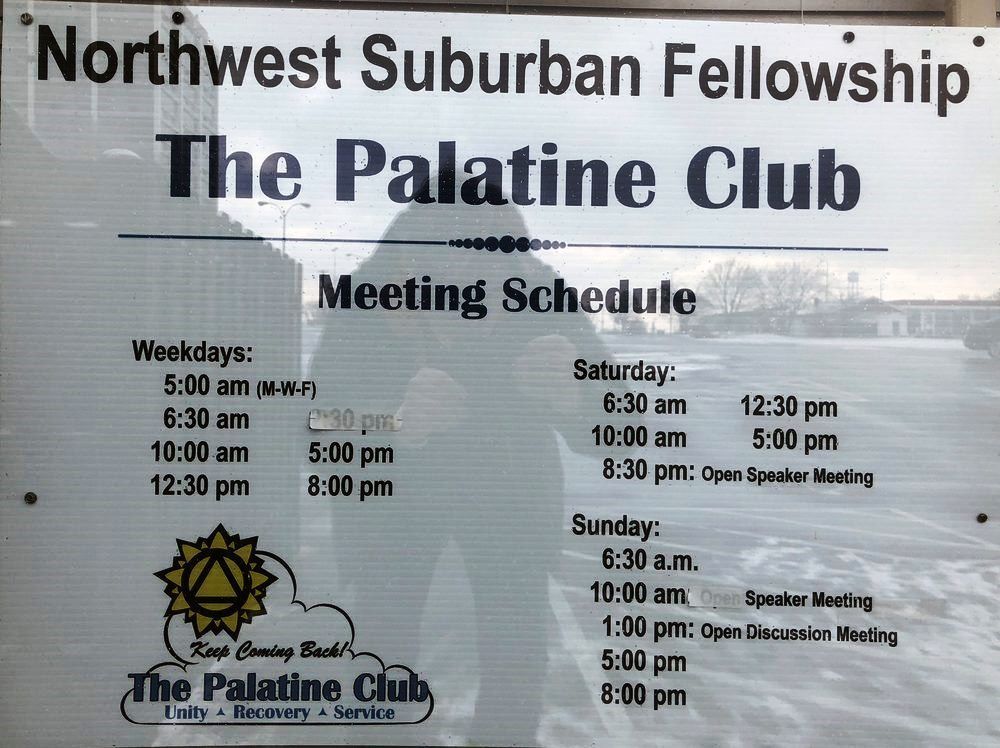 Northwest Suburban Fellowship
The Palatine Club
Meeting Schedule
Weekdays:
5:00 am (M-W-F)
6:30 am
10:00 am 5:00 pm
12:30 pm 8:00 pm
Saturday:
6:30 am 12:30 pm
10:00 am 5:00 pm
8:30 pm: Open Speaker Meeting
Sunday:
6:30 a.m.
10:00 am Open Speaker Meeting
1:00 pm: Open Discussion Meeting
5:00 pm
8:00 pm
Keep Coming Back!
The Palatine Club
Unity Recovery Service